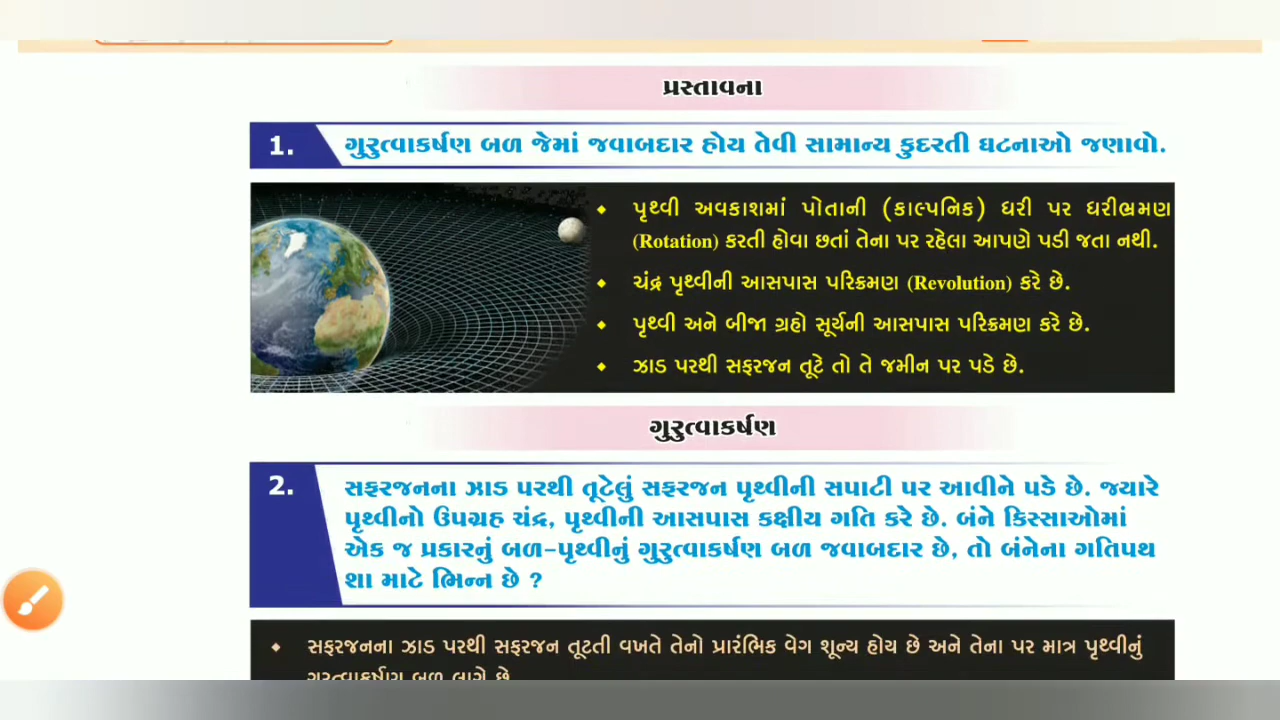 પ્રસ્તાવના
1. ગુરુત્વાકર્ષણ બળ જેમાં જવાબદાર હોય તેવી સામાન્ય કુદરતી ઘટનાઓ જણાવો.
◆ પૃથ્વી અવકાશમાં પોતાની (કાલ્પનિક) ધરી પર ધરીભ્રમણ
(Rotation) કરતી હોવા છતાં તેના પર રહેલા આપણે પડી જતા નથી.
◆ ચંદ્ર પૃથ્વીની આસપાસ પરિક્રમણ (Revolution) કરે છે.
◆ પૃથ્વી અને બીજા ગ્રહો સૂર્યની આસપાસ પરિક્રમણ કરે છે.
◆ ઝાડ પરથી સફરજન તૂટે તો તે જમીન પર પડે છે.
ગુરુત્વાકર્ષણ
2. સફરજનના ઝાડ પરથી તૂટેલું સફરજન પૃથ્વીની સપાટી પર આવીને પડે છે. જ્યારે
પૃથ્વીનો ઉપગ્રહ ચંદ્ર, પૃથ્વીની આસપાસ કક્ષીય ગતિ કરે છે. બંને કિસ્સાઓમાં
એક જ પ્રકારનું બળ-પૃથ્વીનું ગુરુત્વાકર્ષણ બળ જવાબદાર છે, તો બંનેના ગતિપથ
શા માટે ભિન્ન છે ?
◆ સફરજનના ઝાડ પરથી સફરજન તૂટતી વખતે તેનો પ્રારંભિક વેગ શૂન્ય હોય છે અને તેના પર માત્ર પૃથ્વીનું
ગુરુત્વાકર્ષણ બળ લાગે છે.